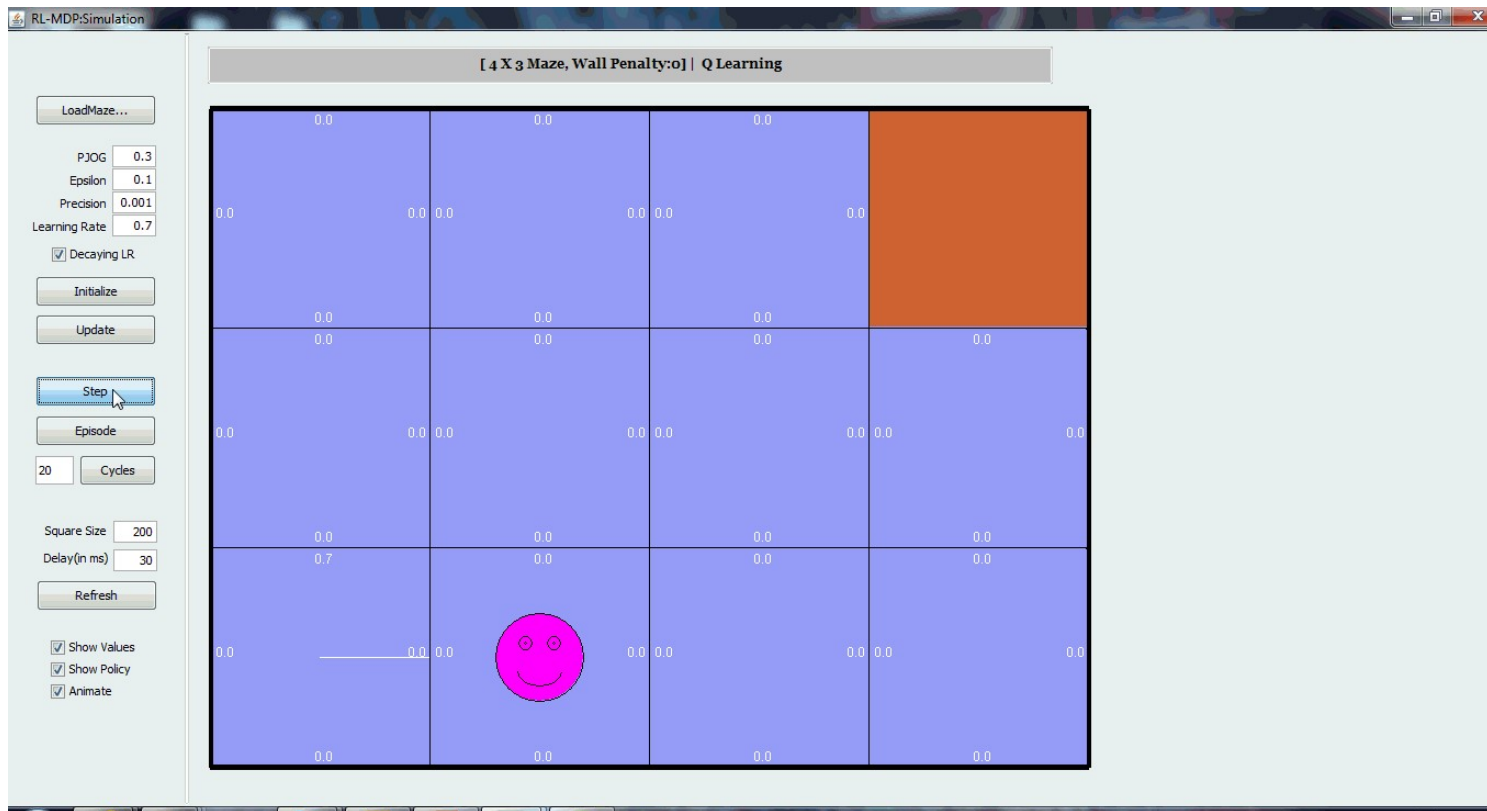 RL-MDP:Simulation
[ 4 X 3 Maze, Wall Penalty:0] | Q Learning
LoadMaze...
PJOG 0.3
Epsilon 0.1
Precision 0.001
Learning Rate 0.7
Decaying LR
Initialize
Update
Step
Episode
20 Cycles
Square Size 200
Delay(in ms) 30
Refresh
Show Values
Show Policy
Animate
0.0 0.0 0.0
0.0 0.0 0.0 0.0 0.0 0.0
0.0 0.0 0.0
0.0 0.0 0.0 0.0
0.0 0.0 0.0 0.0 0.0 0.0 0.0 0.0
0.0 0.0 0.0 0.0
0.7 0.0 0.0 0.0
0.0 0.0 0.0 0.0 0.0 0.0 0.0 0.0
0.0 0.0 0.0 0.0